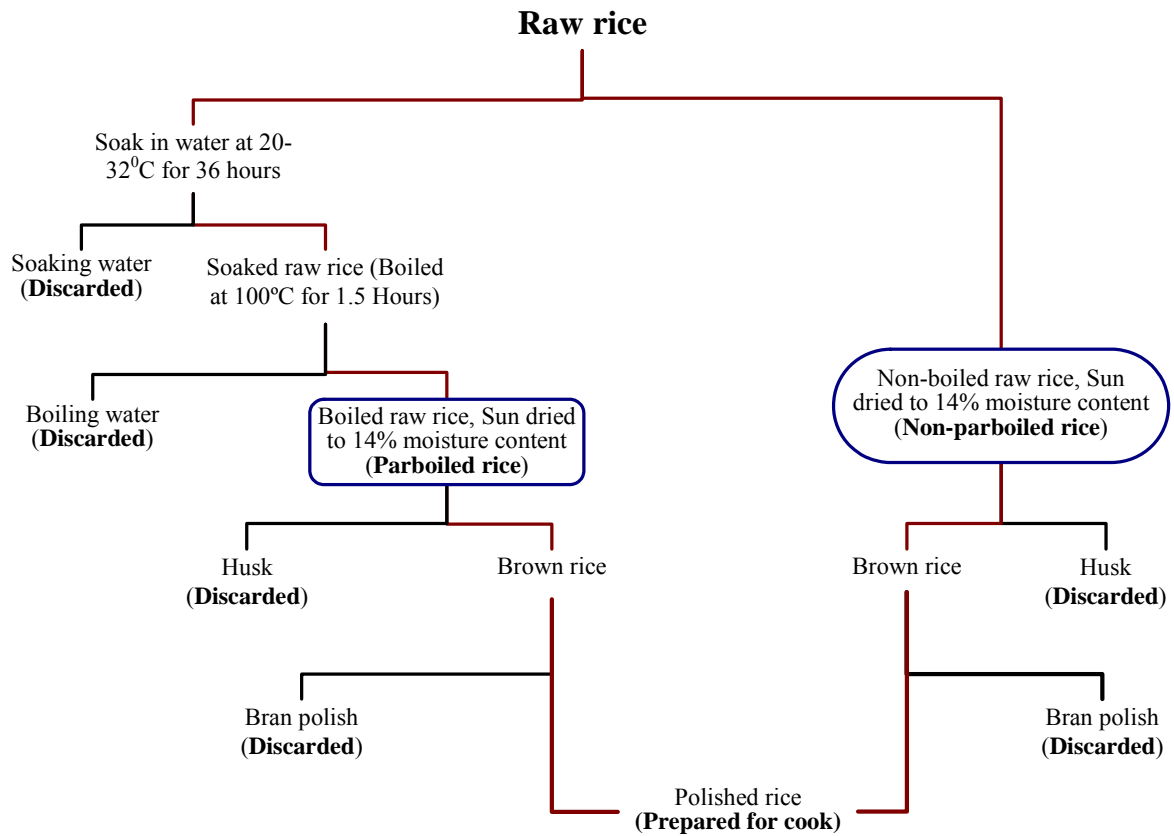 Raw rice
Soak in water at 20-
32⁰C for 36 hours
Soaking water
(Discarded)
Soaked raw rice (Boiled
at 100ºC for 1.5 Hours)
Boiling water
(Discarded)
Boiled raw rice, Sun dried
to 14% moisture content
(Parboiled rice)
Non-boiled raw rice, Sun
dried to 14% moisture content
(Non-parboiled rice)
Husk
(Discarded)
Brown rice
Brown rice
Husk
(Discarded)
Bran polish
(Discarded)
Bran polish
(Discarded)
Polished rice
(Prepared for cook)